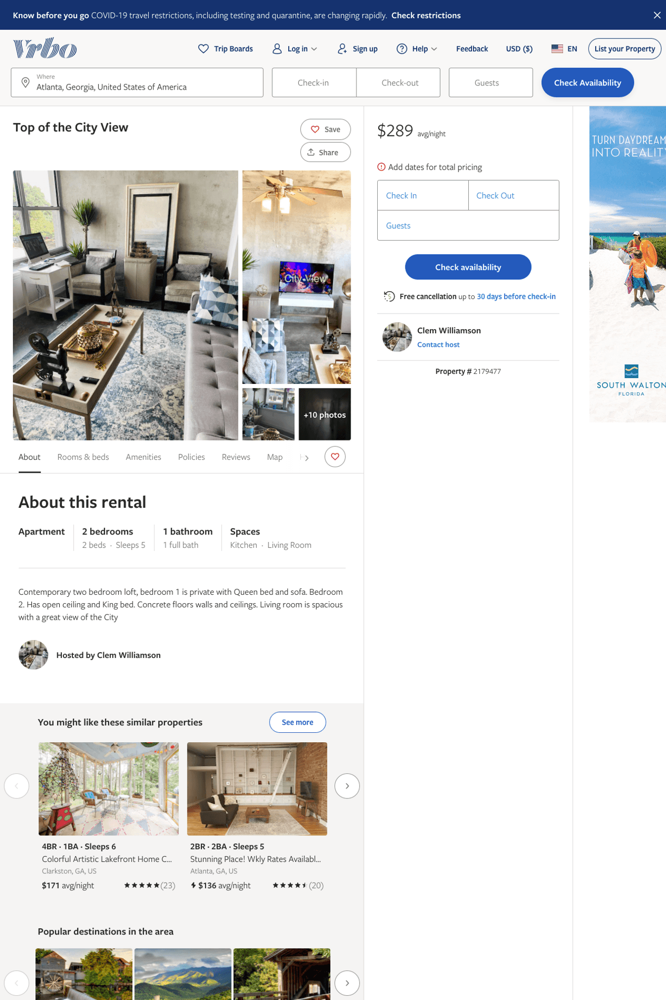 Know before you go COVID-19 travel restrictions, including testing and quarantine, are changing rapidly. Check restrictions
Vrbo
Trip Boards
Log in
Sign up
Help
Feedback
USD ($)
EN
List your Property
Where
Atlanta, Georgia, United States of America
Check-in
Check-out
Guests
Check Availability
Top of the City View
Save
Share
City View
+10 photos
$289 avg/night
Add dates for total pricing
Check In
Check Out
Guests
Check availability
Free cancellation up to 30 days before check-in
Clem Williamson
Contact host
Property # 2179477
TURN DAYDREAM
INTO REALITY
SOUTH WALTON
FLORIDA
About
Rooms & beds
Amenities
Policies
Reviews
Map
About this rental
Apartment
2 bedrooms
2 beds · Sleeps 5
1 bathroom
1 full bath
Spaces
Kitchen · Living Room
Contemporary two bedroom loft, bedroom 1 is private with Queen bed and sofa. Bedroom
2. Has open ceiling and King bed. Concrete floors walls and ceilings. Living room is spacious
with a great view of the City
Hosted by Clem Williamson
You might like these similar properties
See more
4BR · 1BA · Sleeps 6
Colorful Artistic Lakefront Home C...
Clarkston, GA, US
$171 avg/night
(23)
2BR · 2BA · Sleeps 5
Stunning Place! Wkly Rates Availabl...
Atlanta, GA, US
$136 avg/night
(20)
Popular destinations in the area